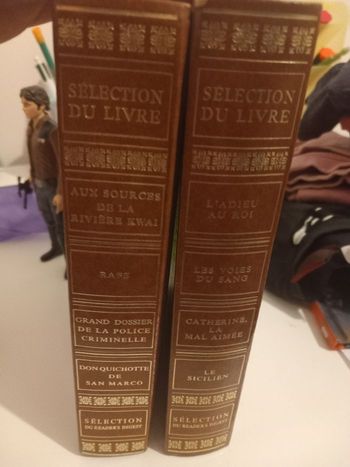 SÉLECTION
DU LIVRE
AUX SOURCES
DE LA
RIVIÈRE KWAI
RAPE
GRAND DOSSIER
DE LA POLICE
CRIMINELLE
DON QUICHOTTE
DE
SAN MARCO
SÉLECTION
DU READER'S DIGEST
SÉLECTION
DU LIVRE
L'ADIEU
AU ROI
LES VOIES
DU SANG
CATHERINE,
LA
MAL AIMÉE
LE
SICILIEN
SÉLECTION
DU READER'S DIGEST